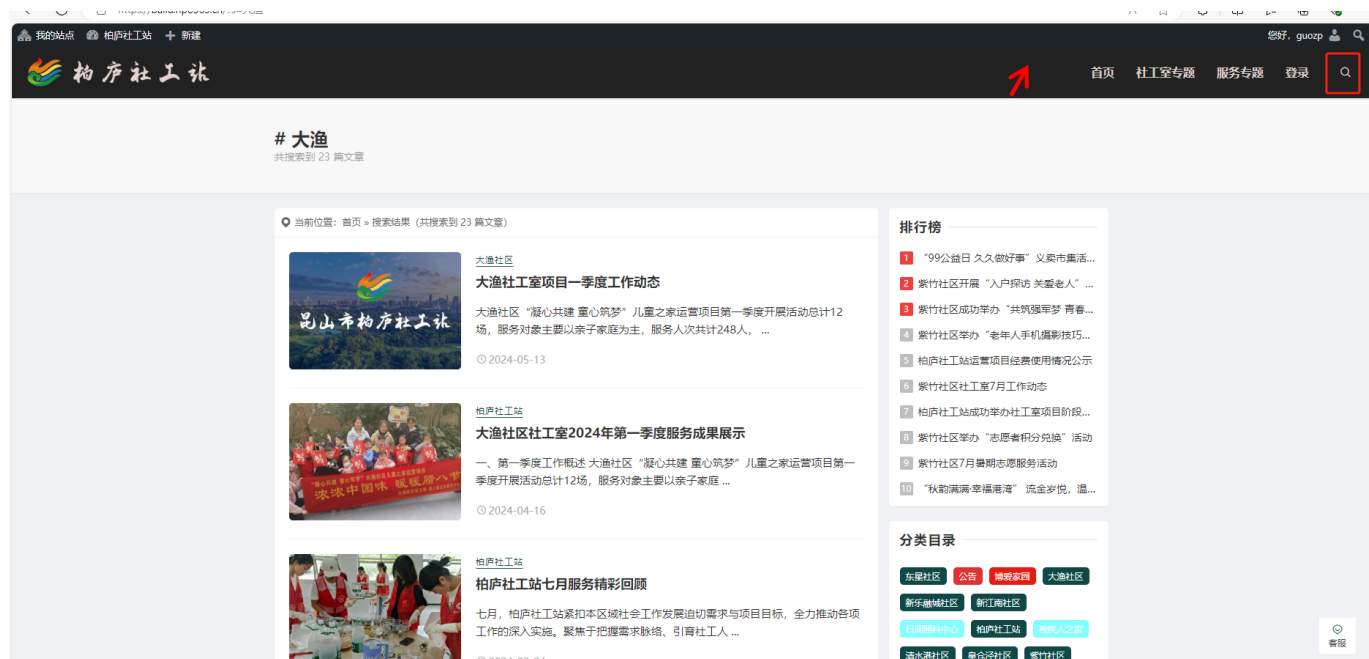 我的站点 柏庐社工站 新建 您好，guozp
柏庐社工站 首页 社工室专题 服务专题 登录
# 大渔
共搜索到 23 篇文章
当前位置：首页 » 搜索结果（共搜索到 23 篇文章）
大渔社区
大渔社工室项目一季度工作动态
大渔社区“凝心共建 童心筑梦”儿童之家运营项目第一季度开展活动总计12
场，服务对象主要以亲子家庭为主，服务人次共计248人， ...
2024-05-13
昆山市柏庐社工站
柏庐社工站
大渔社区社工室2024年第一季度服务成果展示
一、第一季度工作概述 大渔社区“凝心共建 童心筑梦”儿童之家运营项目第一
季度开展活动总计12场，服务对象主要以亲子家庭 ...
2024-04-16
浓浓中国味 暖暖腊八节
柏庐社工站
柏庐社工站七月服务精彩回顾
七月，柏庐社工站紧扣本区域社会工作发展迫切需求与项目目标，全力推动各项
工作的深入实施。聚焦于把握需求脉络、引育社工人 ...
排行榜
1 “99公益日 久久做好事”义卖市集活...
2 紫竹社区开展“入户探访 关爱老人”...
3 紫竹社区成功举办“共筑强军梦 青春...
4 紫竹社区举办“老年人手机摄影技巧...
5 柏庐社工站运营项目经费使用情况公示
6 紫竹社区社工室7月工作动态
7 柏庐社工站成功举办社工室项目阶段...
8 紫竹社区举办“志愿者积分兑换”活动
9 紫竹社区7月暑期志愿服务活动
10 “秋韵满满·幸福港湾” 流金岁悦，温...
分类目录
东星社区 公告 博爱家园 大渔社区
新乐融城社区 新江南社区
柏庐社工站 残疾人之家
清水港社区 皇仓泾社区 紫竹社区
客服